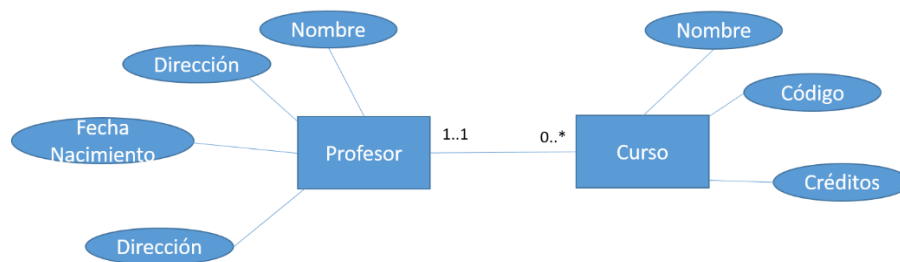 Nombre
Nombre
Dirección
Código
Fecha
Nacimiento
1..1
0..*
Profesor
Curso
Créditos
Dirección